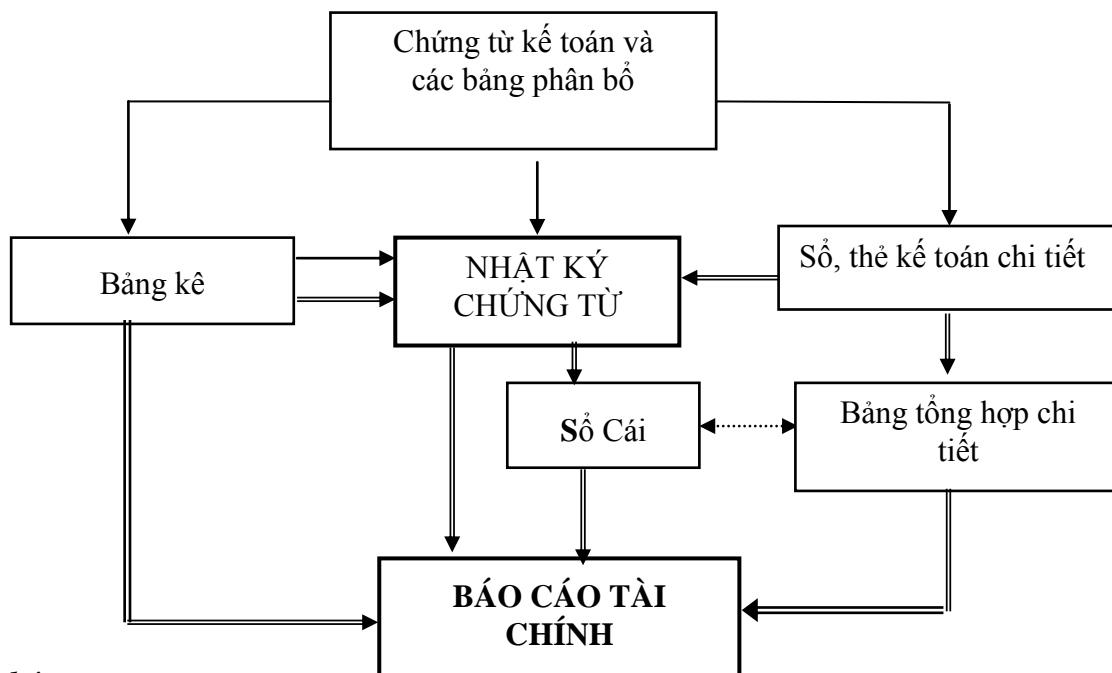 Chứng từ kế toán và
các bảng phân bổ
Bảng kê
NHẬT KÝ
CHỨNG TỪ
Sổ, thẻ kế toán chi tiết
Sổ Cái
Bảng tổng hợp chi
tiết
BÁO CÁO TÀI
CHÍNH